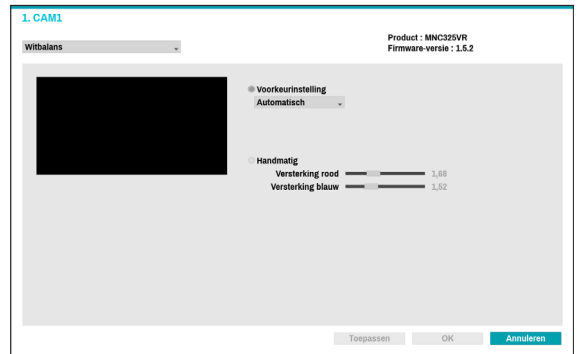 1. CAM1
Product : MNC325VR
Witbalans
Firmware-versie : 1.5.2
Voorkeurinstelling
Automatisch
Handmatig
Versterking rood 1,68
Versterking blauw 1,52
Toepassen OK Annuleren